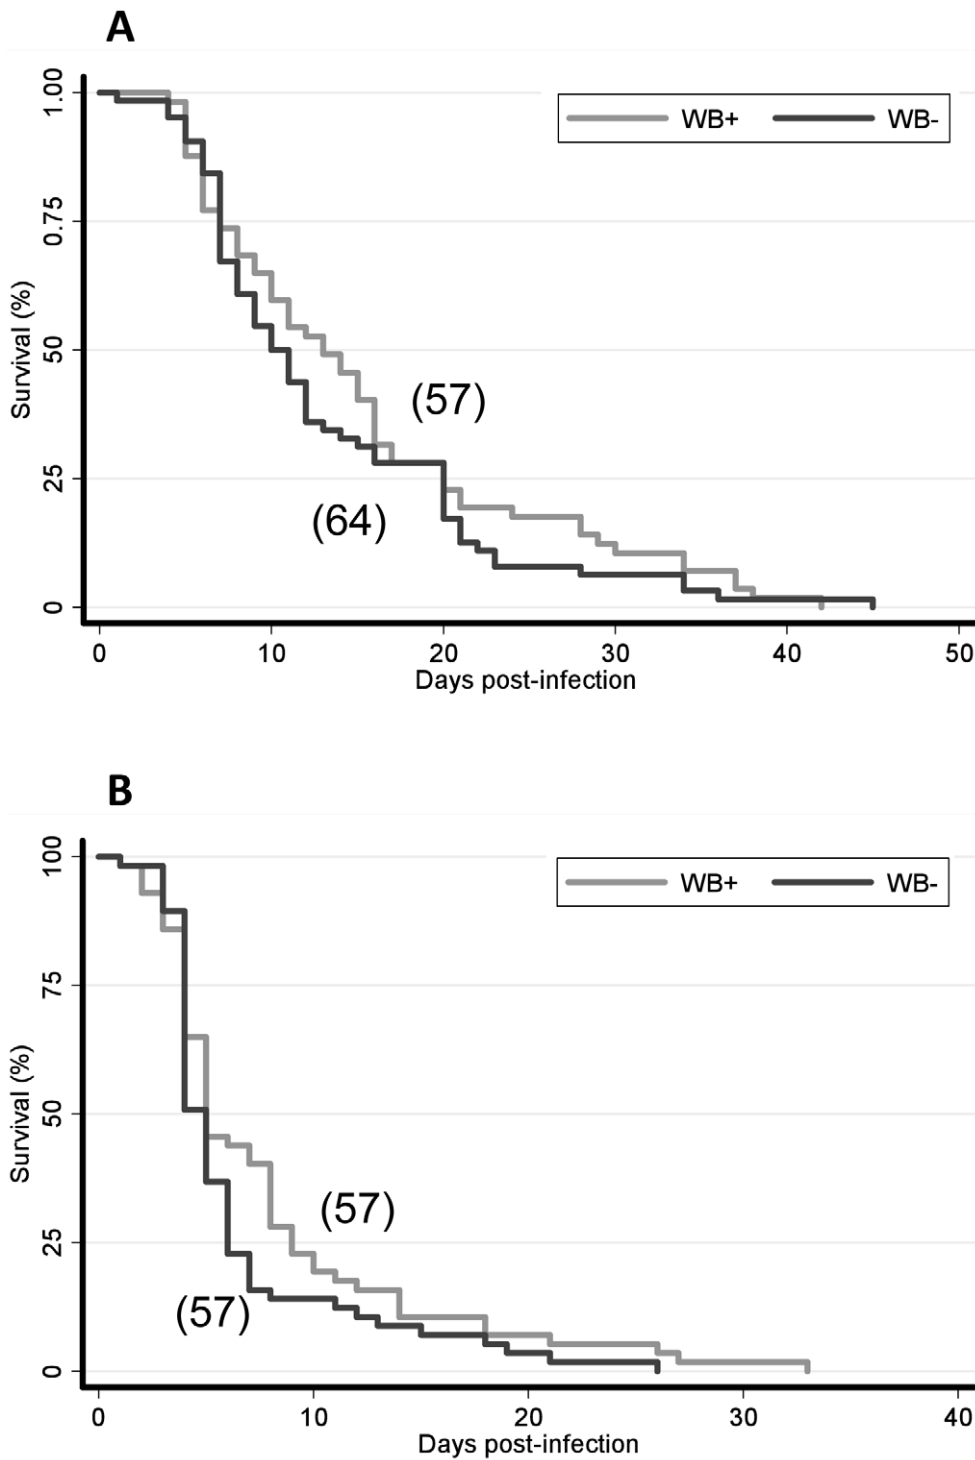 A
1.00
0.75
50
25
0
Survival (%)
WB+ WB-
(57)
(64)
0 10 20 30 40 50
Days post-infection
B
100
75
50
25
0
Survival (%)
WB+ WB-
(57)
(57)
0 10 20 30 40
Days post-infection